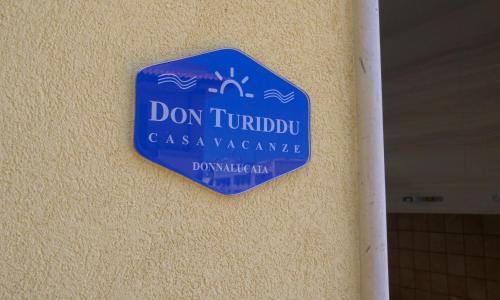 DON TURIDDU
CASA VACANZE
DONNALUCATA